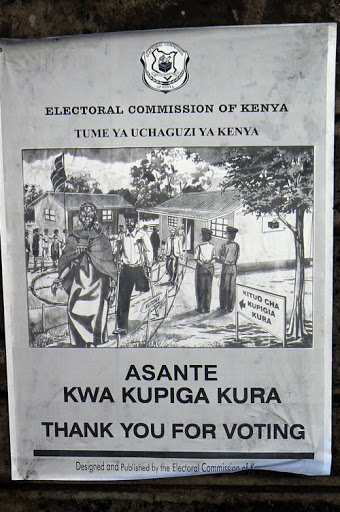 ELECTORAL COMMISSION OF KENYA
TUME YA UCHAGUZI YA KENYA
KITUO CHA
KUPIGIA
KURA
ASANTE
KWA KUPIGA KURA
THANK YOU FOR VOTING
Designed and Published by the Electoral Commission of